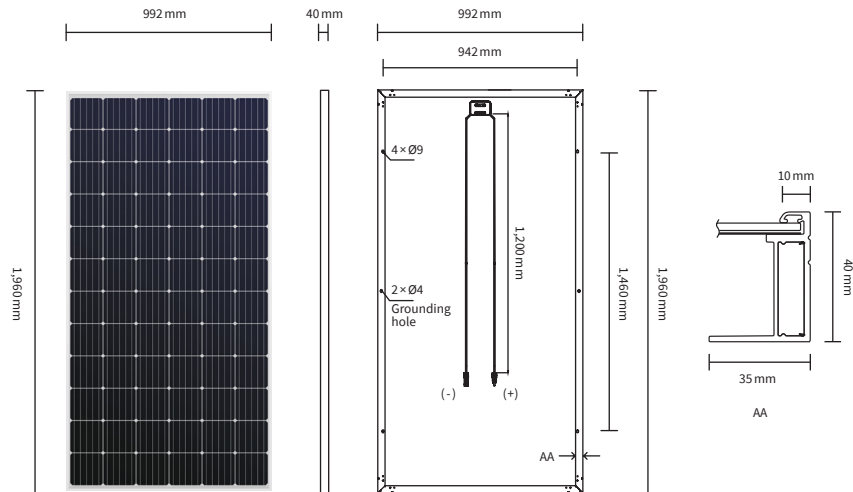 992 mm
40 mm
992 mm
942 mm
4 × Ø9
10 mm
1,200 mm
1,960 mm
2 × Ø4
Grounding
hole
1,460 mm
1,960 mm
40 mm
35 mm
(-)
(+)
AA
AA